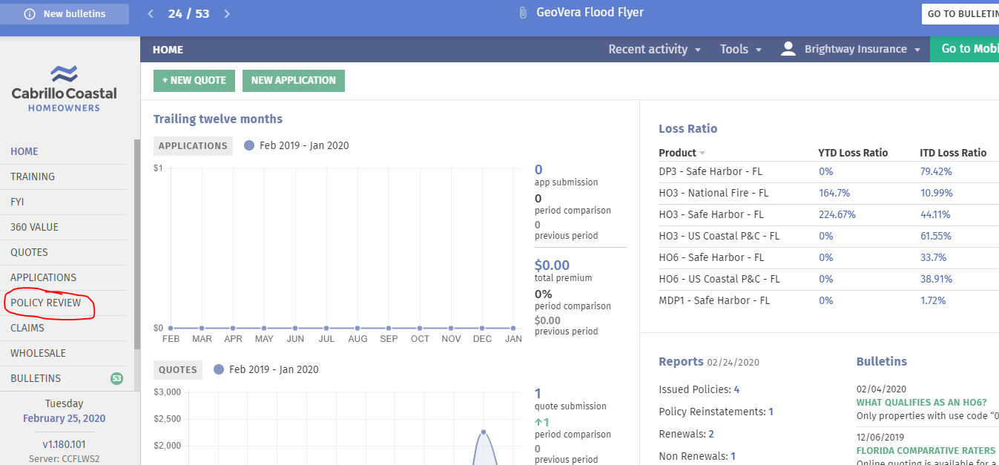 New bulletins
24 / 53
GeoVera Flood Flyer
GO TO BULLETIN
Cabrillo Coastal
HOMEOWNERS
HOME
TRAINING
FYI
360 VALUE
QUOTES
APPLICATIONS
POLICY REVIEW
CLAIMS
WHOLESALE
BULLETINS 53
Tuesday
February 25, 2020
v1.180.101
Server: CCFLWS2
HOME
Recent activity
Tools
Brightway Insurance
Go to Mobi
+ NEW QUOTE
NEW APPLICATION
Trailing twelve months
APPLICATIONS Feb 2019 - Jan 2020
$1
$0
FEB MAR APR MAY JUN JUL AUG SEP OCT NOV DEC JAN
0
app submission
0
period comparison
0
previous period
$0.00
total premium
0%
period comparison
$0.00
previous period
QUOTES Feb 2019 - Jan 2020
$3,000
$2,500
$2,000
1
quote submission
↑1
period comparison
0
previous period
Loss Ratio
Product YTD Loss Ratio ITD Loss Ratio
DP3 - Safe Harbor - FL 0% 79.42%
HO3 - National Fire - FL 164.7% 10.99%
HO3 - Safe Harbor - FL 224.67% 44.11%
HO3 - US Coastal P&C - FL 0% 61.55%
HO6 - Safe Harbor - FL 0% 33.7%
HO6 - US Coastal P&C - FL 0% 38.91%
MDP1 - Safe Harbor - FL 0% 1.72%
Reports 02/24/2020
Issued Policies: 4
Policy Reinstatements: 1
Renewals: 2
Non Renewals: 1
Bulletins
02/04/2020
WHAT QUALIFIES AS AN HO6?
Only properties with use code “0
12/06/2019
FLORIDA COMPARATIVE RATERS
Online quoting is available for a